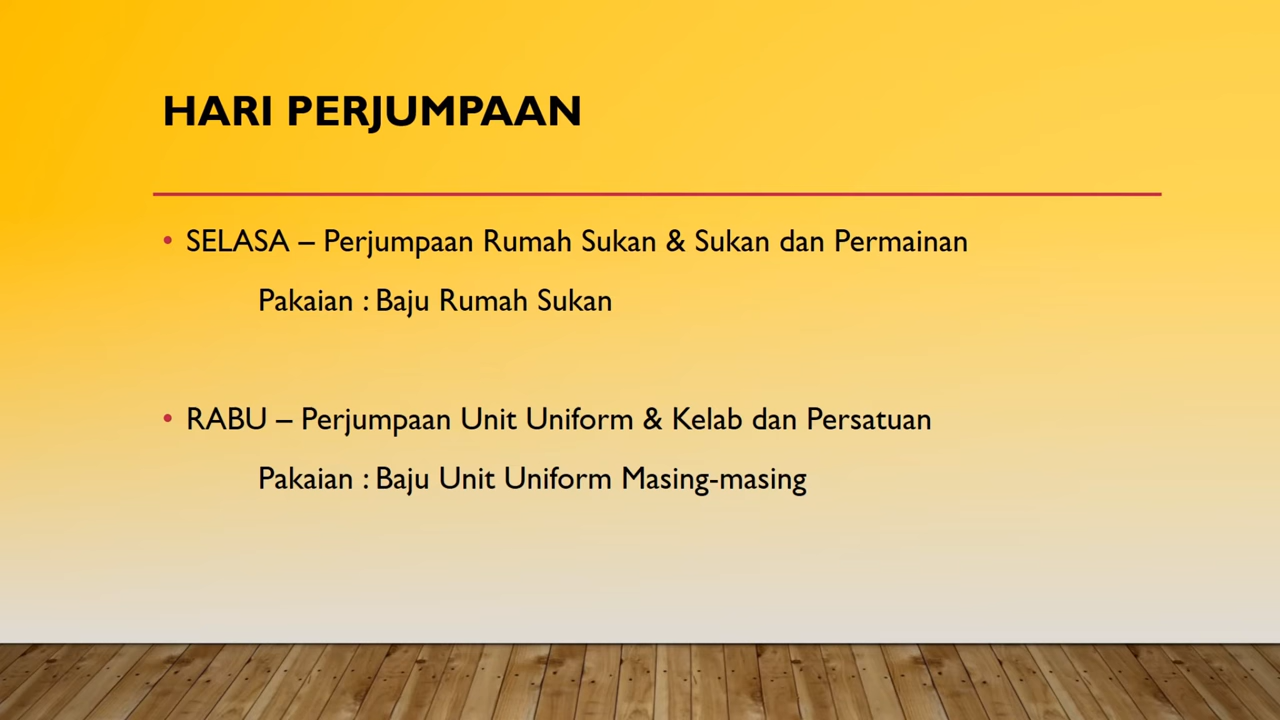 HARI PERJUMPAAN
• SELASA – Perjumpaan Rumah Sukan & Sukan dan Permainan
Pakaian : Baju Rumah Sukan
• RABU – Perjumpaan Unit Uniform & Kelab dan Persatuan
Pakaian : Baju Unit Uniform Masing-masing